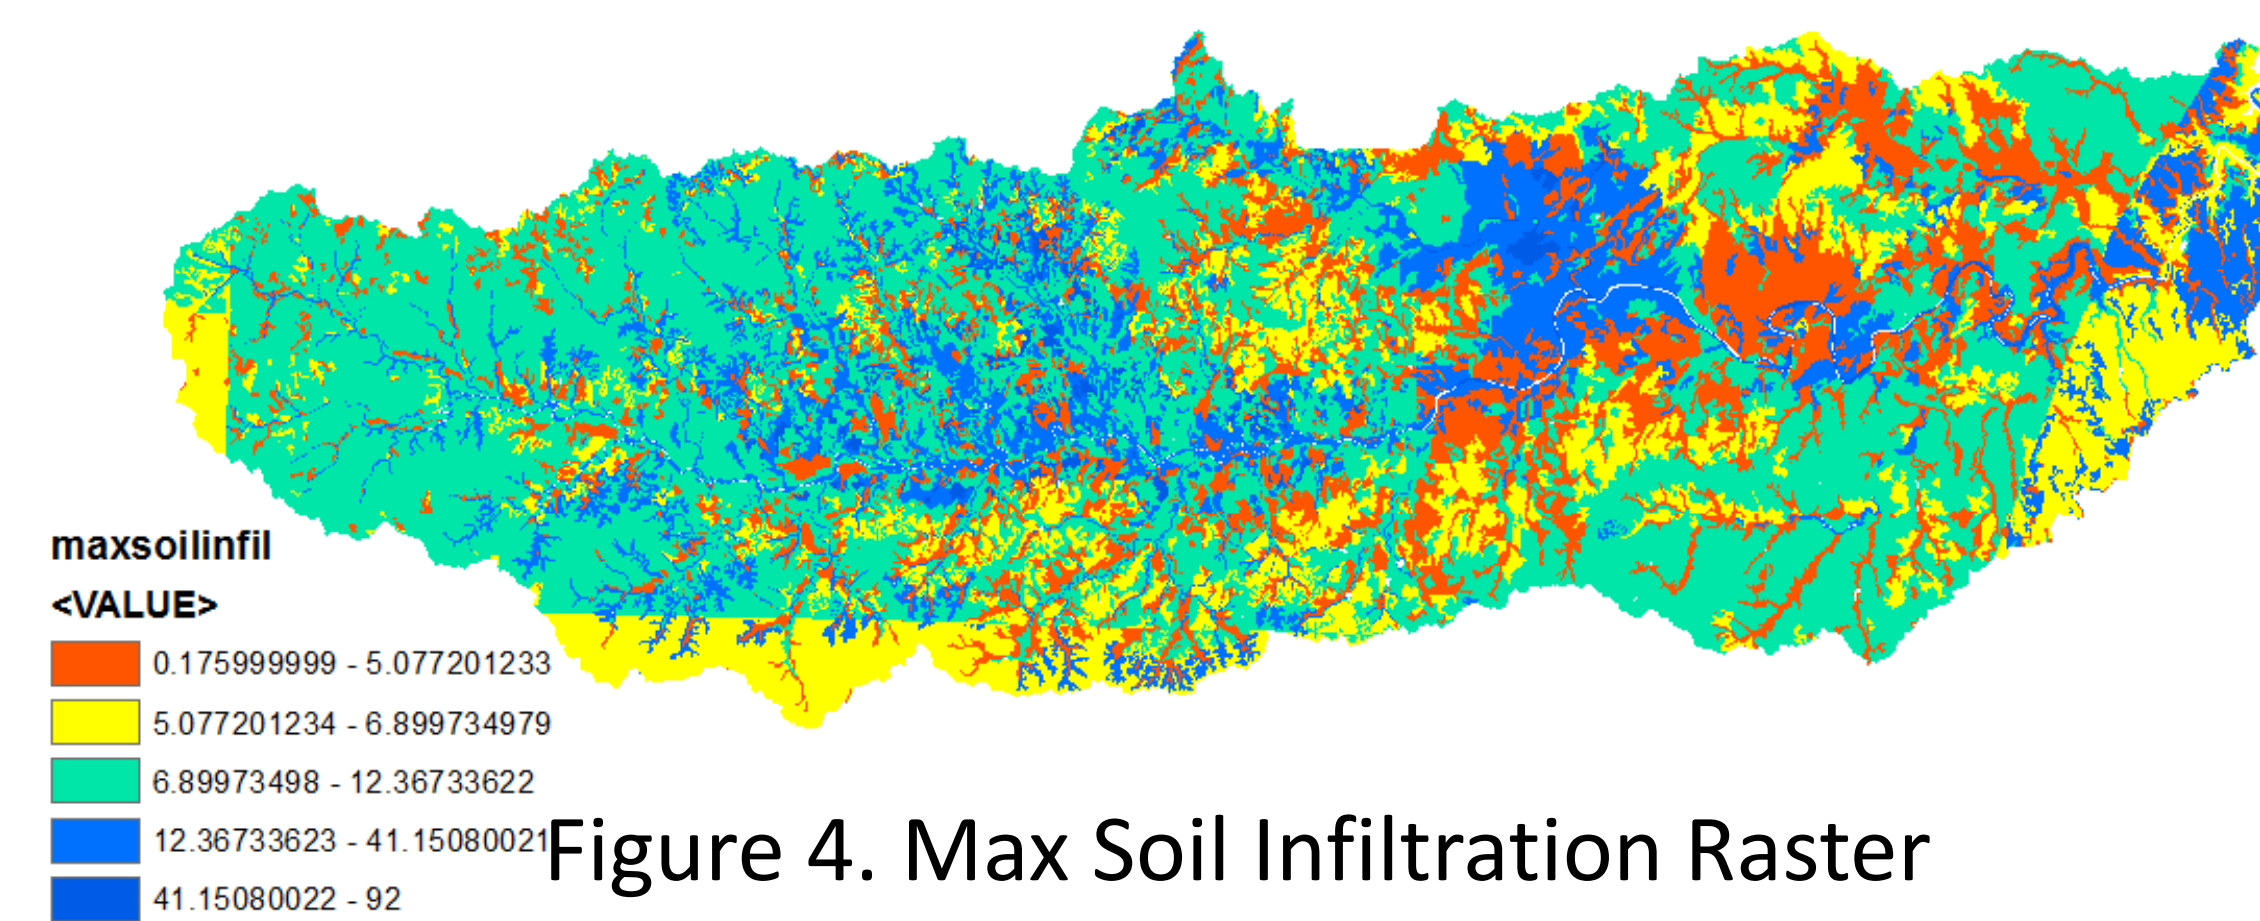 maxsoilinfil
<VALUE>
0.175999999 - 5.077201233
5.077201234 - 6.899734979
6.89973498 - 12.36733622
12.36733623 - 41.15080021
41.15080022 - 92
Figure 4. Max Soil Infiltration Raster